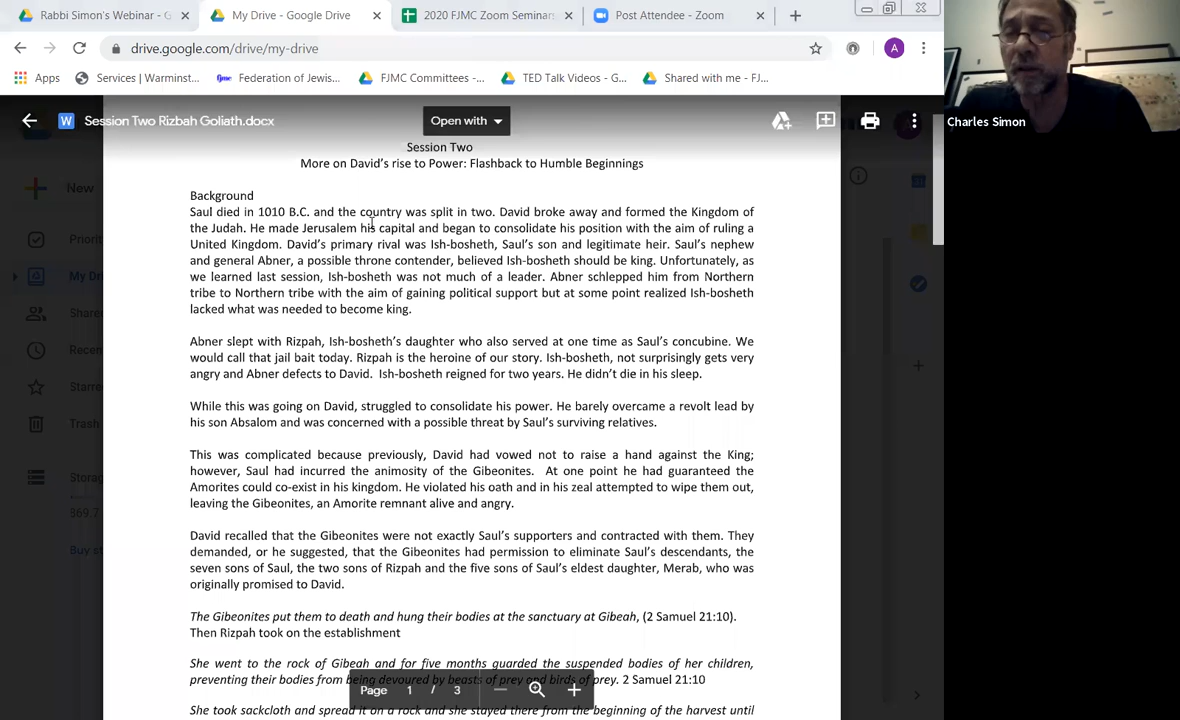 Rabbi Simon's Webinar - G
My Drive - Google Drive
2020 FJMC Zoom Seminars
Post Attendee - Zoom
drive.google.com/drive/my-drive
A
Apps
Services | Warminst...
fjmc
Federation of Jewis...
FJMC Committees -...
TED Talk Videos - G...
Shared with me - FJ...
Charles Simon
W
Session Two Rizbah Goliath.docx
Open with
New
My Dri
Share
Recen
Starre
Trash
Storag
869.7
Buy st
Session Two
More on David's rise to Power: Flashback to Humble Beginnings
Background
Saul died in 1010 B.C. and the country was split in two. David broke away and formed the Kingdom of
the Judah. He made Jerusalem his capital and began to consolidate his position with the aim of ruling a
United Kingdom. David's primary rival was Ish-bosheth, Saul's son and legitimate heir. Saul's nephew
and general Abner, a possible throne contender, believed Ish-bosheth should be king. Unfortunately, as
we learned last session, Ish-bosheth was not much of a leader. Abner schlepped him from Northern
tribe to Northern tribe with the aim of gaining political support but at some point realized Ish-bosheth
lacked what was needed to become king.
Abner slept with Rizpah, Ish-bosheth's daughter who also served at one time as Saul's concubine. We
would call that jail bait today. Rizpah is the heroine of our story. Ish-bosheth, not surprisingly gets very
angry and Abner defects to David. Ish-bosheth reigned for two years. He didn't die in his sleep.
While this was going on David, struggled to consolidate his power. He barely overcame a revolt lead by
his son Absalom and was concerned with a possible threat by Saul's surviving relatives.
This was complicated because previously, David had vowed not to raise a hand against the King;
however, Saul had incurred the animosity of the Gibeonites. At one point he had guaranteed the
Amorites could co-exist in his kingdom. He violated his oath and in his zeal attempted to wipe them out,
leaving the Gibeonites, an Amorite remnant alive and angry.
David recalled that the Gibeonites were not exactly Saul's supporters and contracted with them. They
demanded, or he suggested, that the Gibeonites had permission to eliminate Saul's descendants, the
seven sons of Saul, the two sons of Rizpah and the five sons of Saul's eldest daughter, Merab, who was
originally promised to David.
The Gibeonites put them to death and hung their bodies at the sanctuary at Gibeah, (2 Samuel 21:10).
Then Rizpah took on the establishment
She went to the rock of Gibeah and for five months guarded the suspended bodies of her children,
preventing their bodies from being devoured by beasts of prey and birds of prey. 2 Samuel 21:10
She took sackcloth and spread it on a rock and she stayed there from the beginning of the harvest until
Page 1 / 3